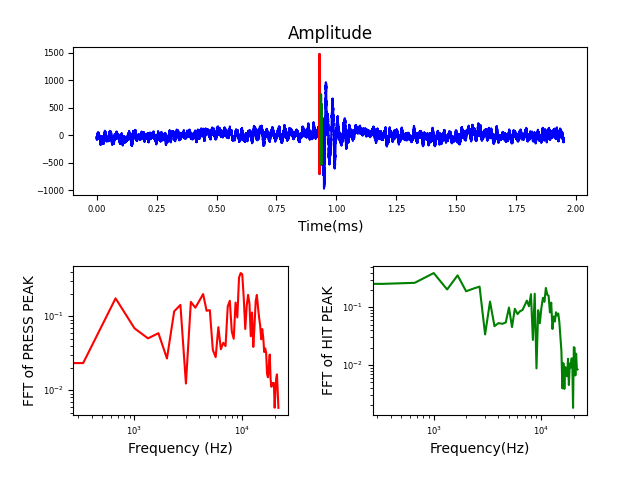 Amplitude
1500
1000
500
0
−500
−1000
0.00 0.25 0.50 0.75 1.00 1.25 1.50 1.75 2.00
Time(ms)
FFT of PRESS PEAK
10⁻¹
10⁻²
10³ 10⁴
Frequency (Hz)
FFT of HIT PEAK
10⁻¹
10⁻²
10³ 10⁴
Frequency(Hz)